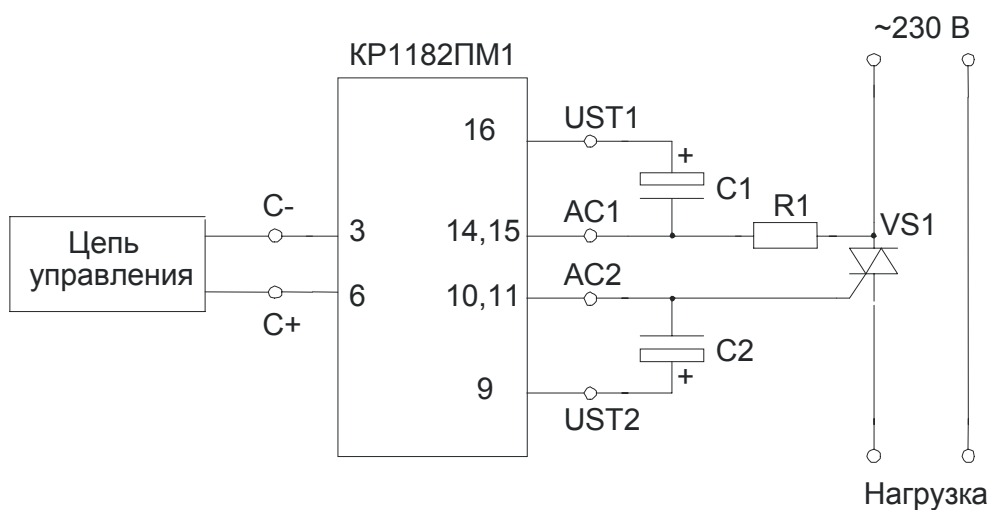 ~230 В
КР1182ПМ1
16
UST1
+
C1
C-
3
14,15
AC1
R1
VS1
Цепь
управления
6
10,11
AC2
C+
C2
+
9
UST2
Нагрузка